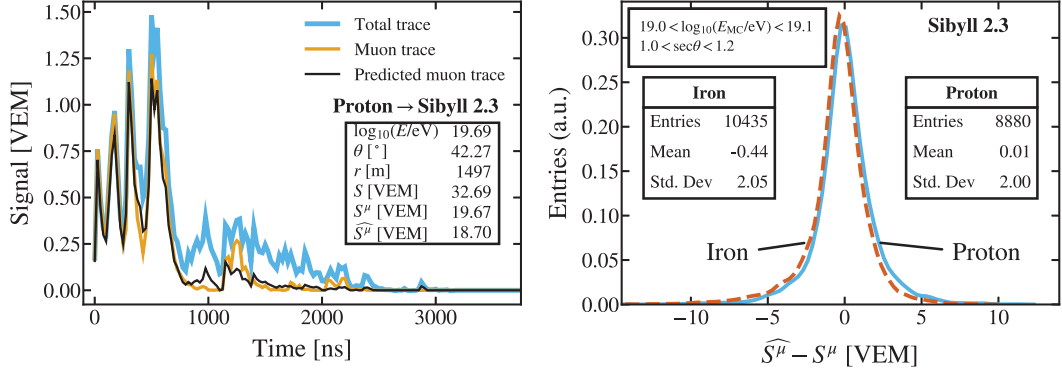 Total trace
Muon trace
Predicted muon trace
Proton → Sibyll 2.3
log₁₀(E/eV) 19.69
θ [°] 42.27
r [m] 1497
S [VEM] 32.69
S^μ [VEM] 19.67
\widehat{S^μ} [VEM] 18.70
Signal [VEM]
1.50
1.25
1.00
0.75
0.50
0.25
0.00
0 1000 2000 3000
Time [ns]
19.0 < log₁₀(E_MC/eV) < 19.1
1.0 < secθ < 1.2
Sibyll 2.3
Iron
Entries 10435
Mean -0.44
Std. Dev 2.05
Proton
Entries 8880
Mean 0.01
Std. Dev 2.00
Iron
Proton
Entries (a.u.)
0.30
0.25
0.20
0.15
0.10
0.05
0.00
−10 −5 0 5 10
\widehat{S^μ} − S^μ [VEM]